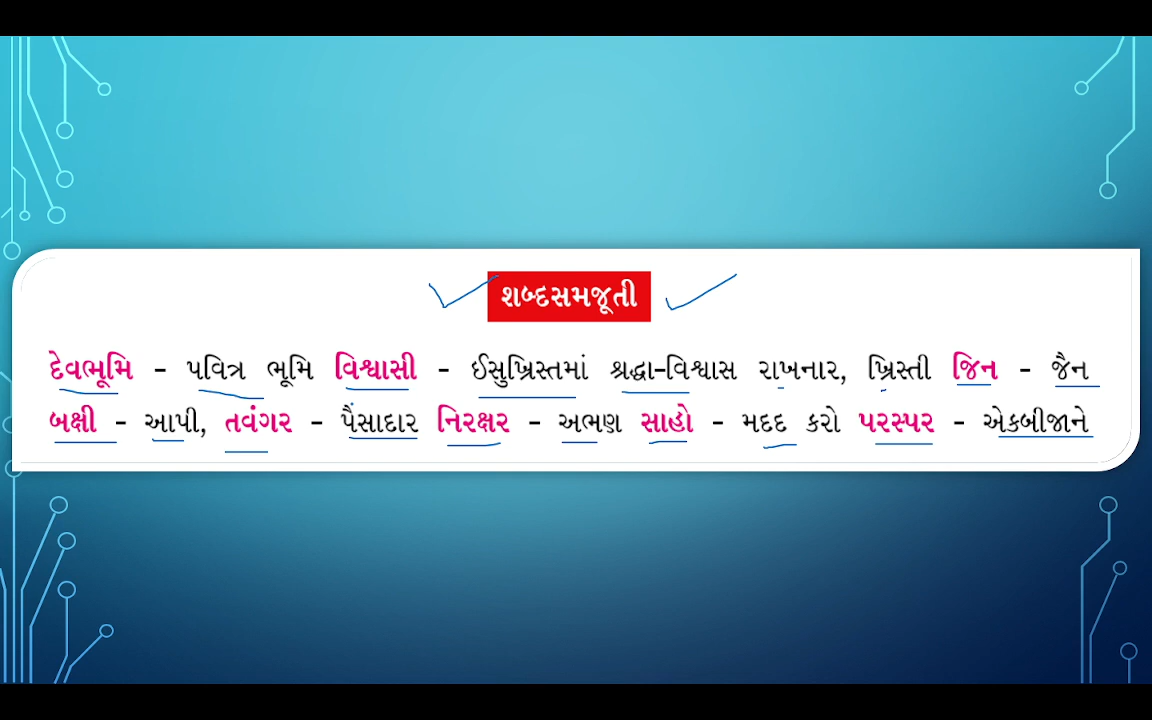 શબ્દસમજૂતી
દેવભૂમિ - પવિત્ર ભૂમિ વિશ્વાસી - ઈસુખ્રિસ્તમાં શ્રદ્ધા-વિશ્વાસ રાખનાર, ખ્રિસ્તી જિન - જૈન
બક્ષી - આપી, તવંગર - પૈસાદાર નિરક્ષર - અભણ સાહો - મદદ કરો પરસ્પર - એકબીજાને